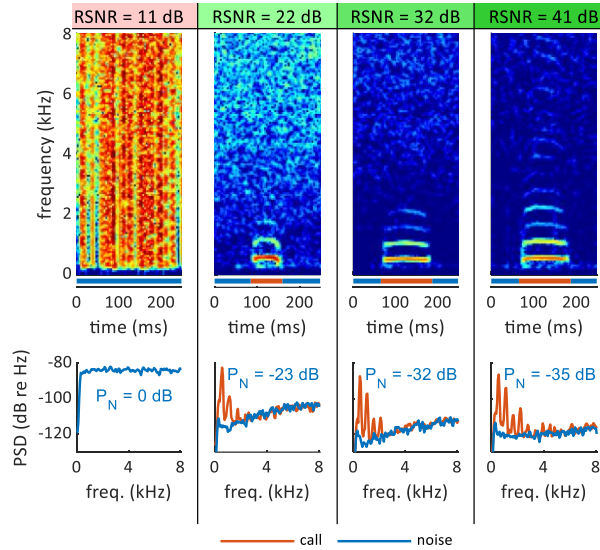 RSNR = 11 dB RSNR = 22 dB RSNR = 32 dB RSNR = 41 dB
8
6
4
2
0
frequency (kHz)
0 100 200 0 100 200 0 100 200 0 100 200
time (ms) time (ms) time (ms) time (ms)
-80
-100
-120
PSD (dB re Hz)
P_N = 0 dB P_N = -23 dB P_N = -32 dB P_N = -35 dB
0 4 8 0 4 8 0 4 8 0 4 8
freq. (kHz) freq. (kHz) freq. (kHz) freq. (kHz)
call noise